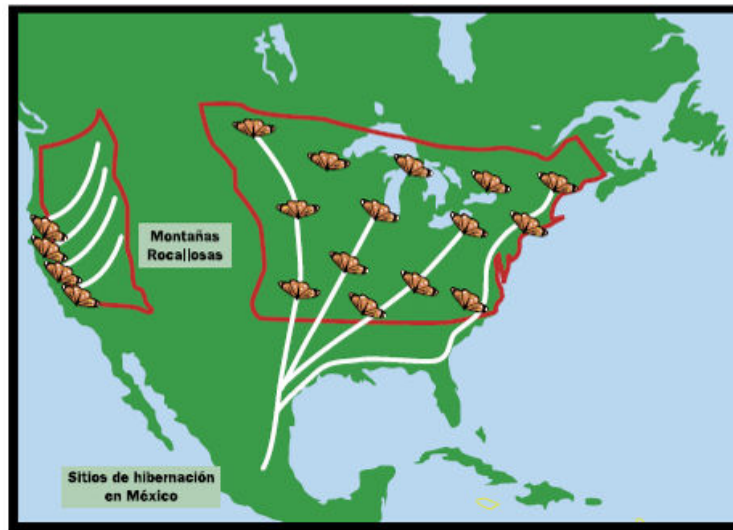 Montañas
Rocallosas
Sitios de hibernación
en México